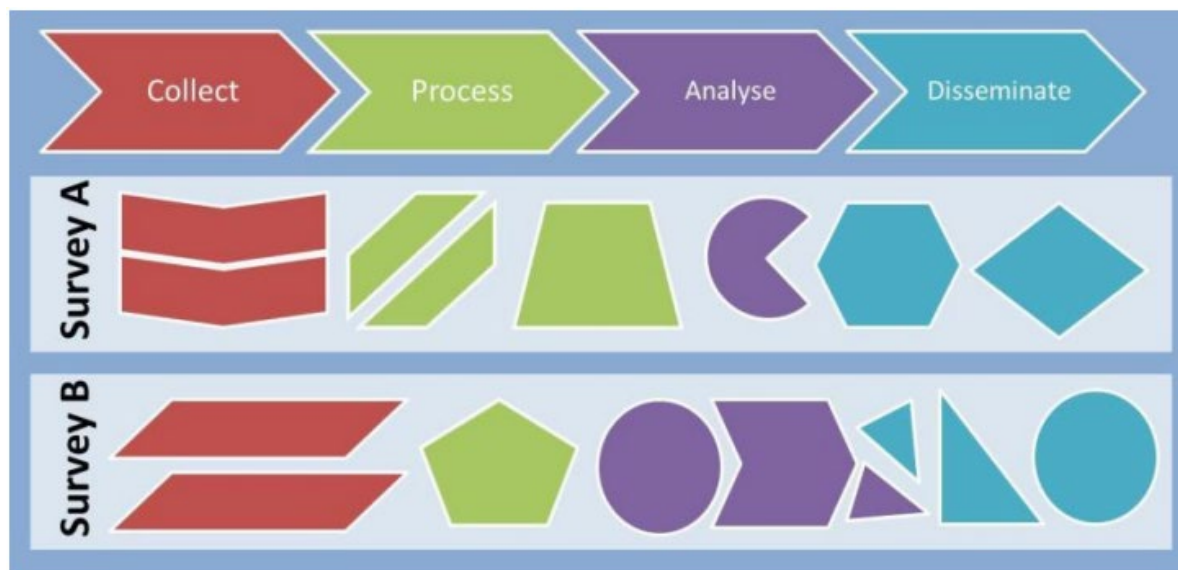 Collect
Process
Analyse
Disseminate
Survey A
Survey B